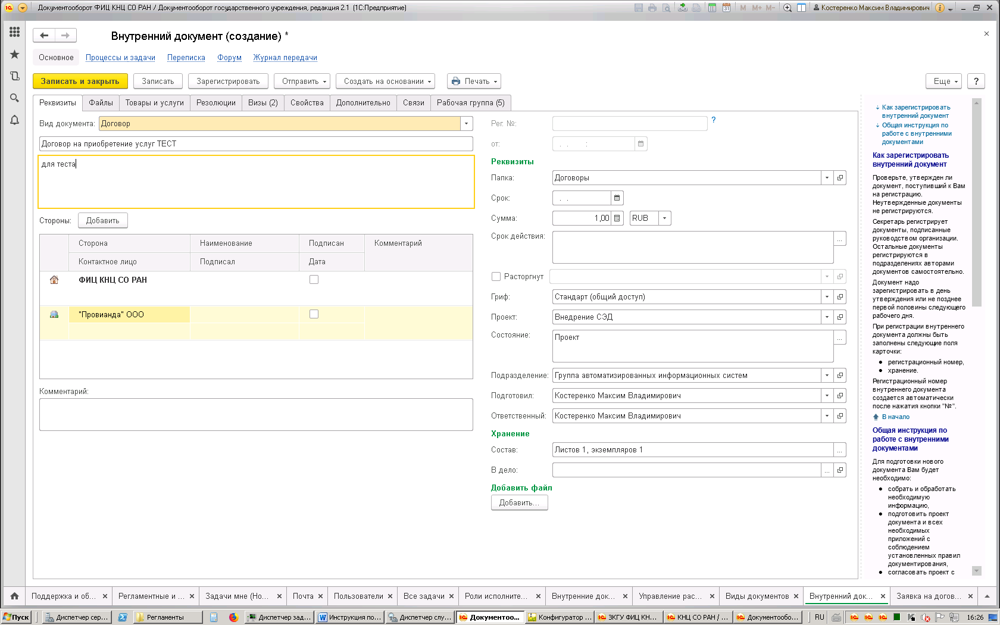 Документооборот ФИЦ КНЦ СО РАН / Документооборот государственного учреждения, редакция 2.1 (1С:Предприятие)
M M+ M-
Костеренко Максим Владимирович
Внутренний документ (создание) *
Основное Процессы и задачи Переписка Форум Журнал передачи
Записать и закрыть Записать Зарегистрировать Отправить Создать на основании Печать Еще ?
Реквизиты Файлы Товары и услуги Резолюции Визы (2) Свойства Дополнительно Связи Рабочая группа (5)
Вид документа: Договор
Договор на приобретение услуг ТЕСТ
для теста
Стороны: Добавить
Сторона Наименование Подписан Комментарий
Контактное лицо Подписал Дата
ФИЦ КНЦ СО РАН
"Провианда" ООО
Комментарий:
Рег. №: ?
от: . . :
Реквизиты
Папка: Договоры
Срок: . .
Сумма: 1,00 RUB
Срок действия: ...
Расторгнут
Гриф: Стандарт (общий доступ)
Проект: Внедрение СЭД
Состояние: Проект ...
Подразделение: Группа автоматизированных информационных систем
Подготовил: Костеренко Максим Владимирович
Ответственный: Костеренко Максим Владимирович
Хранение
Состав: Листов 1, экземпляров 1 ...
В дело: ...
Добавить файл
Добавить...
Как зарегистрировать
внутренний документ
Общая инструкция по
работе с внутренними
документами
Как зарегистрировать
внутренний документ
Проверьте, утвержден ли
документ, поступивший к Вам
на регистрацию.
Неутвержденные документы
не регистрируются.
Секретарь регистрирует
документы, подписанные
руководством организации.
Остальные документы
регистрируются в
подразделениях авторами
документов самостоятельно.
Документ надо
зарегистрировать в день
утверждения или не позднее
первой половины следующего
рабочего дня.
При регистрации внутреннего
документа должны быть
заполнены следующие поля
карточки:
• регистрационный номер,
• хранение.
Регистрационный номер
внутреннего документа
создается автоматически
после нажатия кнопки "№".
В начало
Общая инструкция по
работе с внутренними
документами
Для подготовки нового
документа Вам будет
необходимо:
• собрать и обработать
необходимую
информацию,
• подготовить проект
документа и всех
необходимых
приложений с
соблюдением
установленных правил
документирования,
• согласовать проект с
Поддержка и об... Регламентные и ... Задачи мне (Но... Почта Пользователи Все задачи Роли исполните... Внутренние док... Управление рас... Виды документов Внутренний док... Заявка на догов...
Пуск Диспетчер сер... Регламенты Диспетчер зад... Инструкция по... Диспетчер слу... Документоо... Конфигуратор ... ЗКГУ ФИЦ КН... КНЦ СО РАН / ... Документообо... RU 16:26